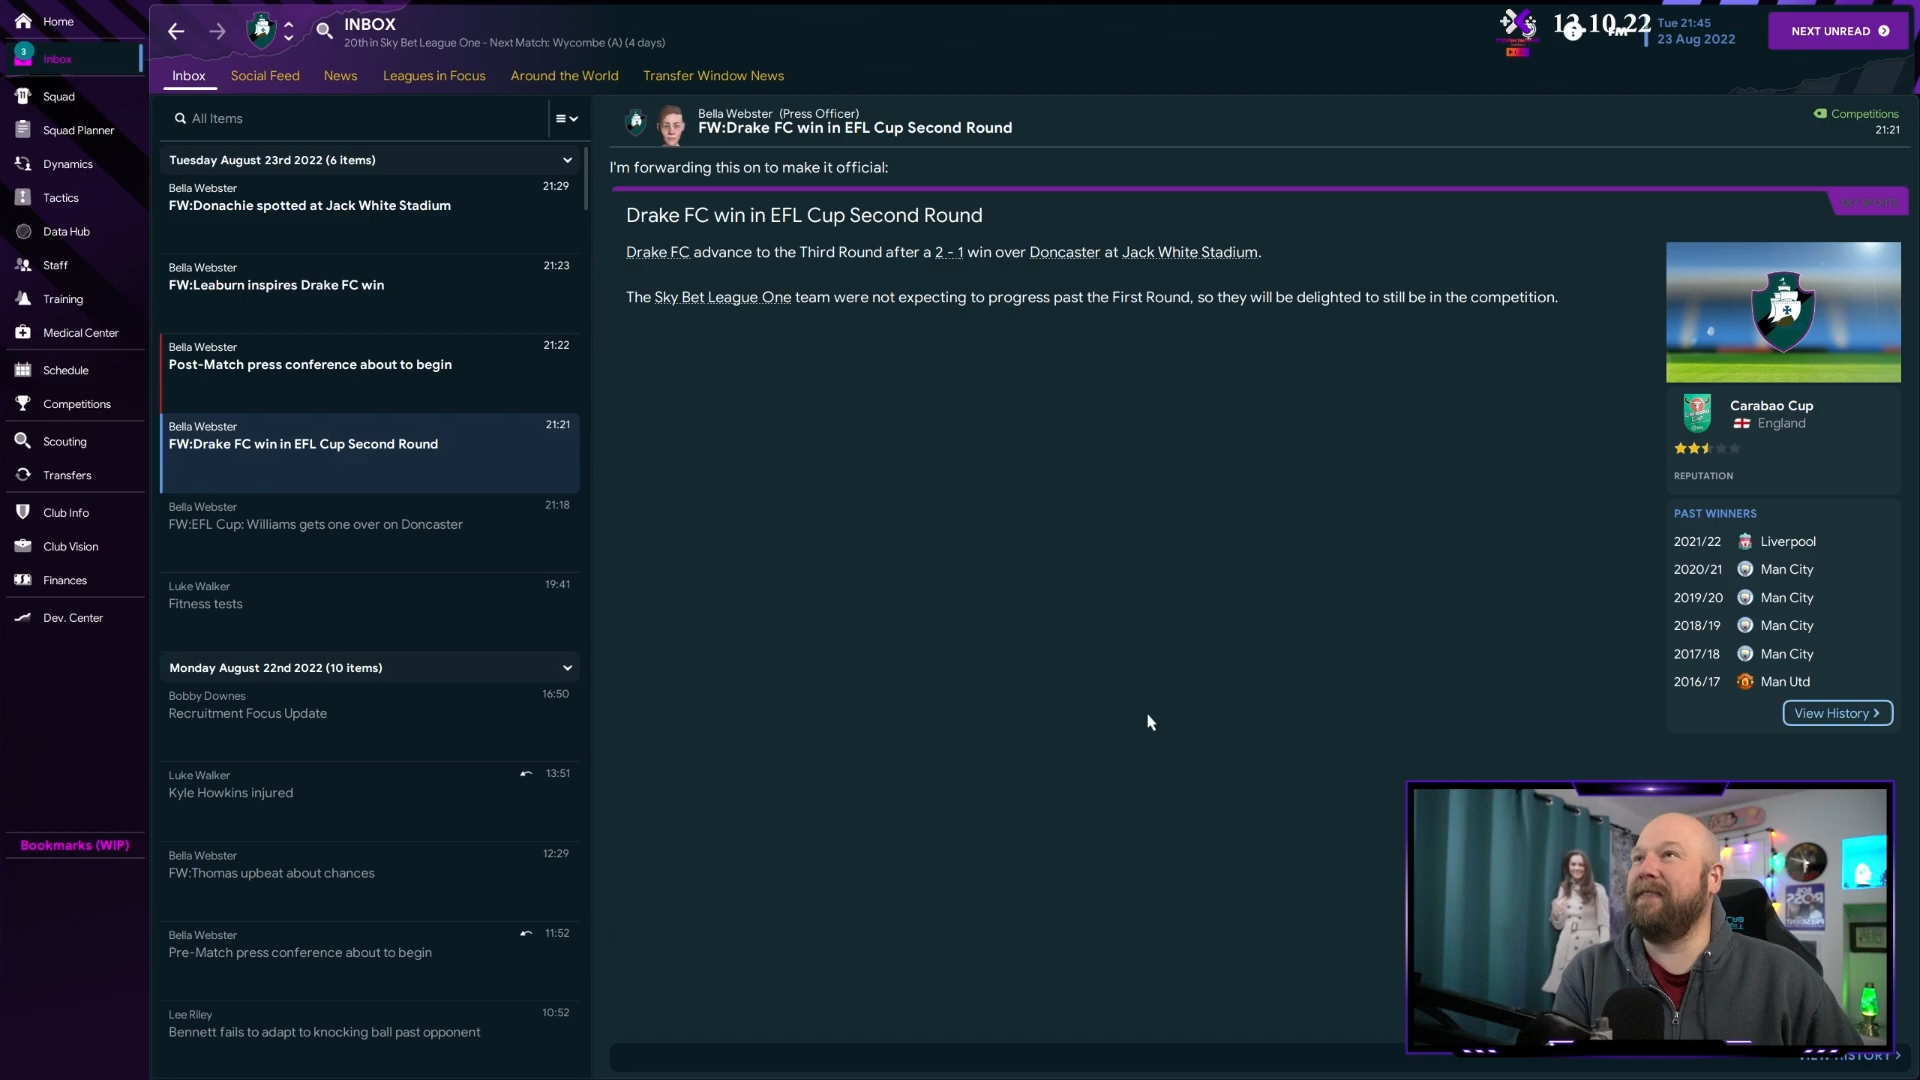 Home
3
Inbox
Squad
Squad Planner
Dynamics
Tactics
Data Hub
Staff
Training
Medical Center
Schedule
Competitions
Scouting
Transfers
Club Info
Club Vision
Finances
Dev. Center
Bookmarks (WIP)
INBOX
20th in Sky Bet League One - Next Match: Wycombe (A) (4 days)
13.10.22
Tue 21:45
23 Aug 2022
NEXT UNREAD
Inbox
Social Feed
News
Leagues in Focus
Around the World
Transfer Window News
All Items
Tuesday August 23rd 2022 (6 items)
Bella Webster 21:29
FW:Donachie spotted at Jack White Stadium
Bella Webster 21:23
FW:Leaburn inspires Drake FC win
Bella Webster 21:22
Post-Match press conference about to begin
Bella Webster 21:21
FW:Drake FC win in EFL Cup Second Round
Bella Webster 21:18
FW:EFL Cup: Williams gets one over on Doncaster
Luke Walker 19:41
Fitness tests
Monday August 22nd 2022 (10 items)
Bobby Downes 16:50
Recruitment Focus Update
Luke Walker 13:51
Kyle Howkins injured
Bella Webster 12:29
FW:Thomas upbeat about chances
Bella Webster 11:52
Pre-Match press conference about to begin
Lee Riley 10:52
Bennett fails to adapt to knocking ball past opponent
Bella Webster (Press Officer)
FW:Drake FC win in EFL Cup Second Round
Competitions
21:21
I'm forwarding this on to make it official:
Drake FC win in EFL Cup Second Round
Drake FC advance to the Third Round after a 2 - 1 win over Doncaster at Jack White Stadium.
The Sky Bet League One team were not expecting to progress past the First Round, so they will be delighted to still be in the competition.
Carabao Cup
England
REPUTATION
PAST WINNERS
2021/22 Liverpool
2020/21 Man City
2019/20 Man City
2018/19 Man City
2017/18 Man City
2016/17 Man Utd
View History
VIEW HISTORY